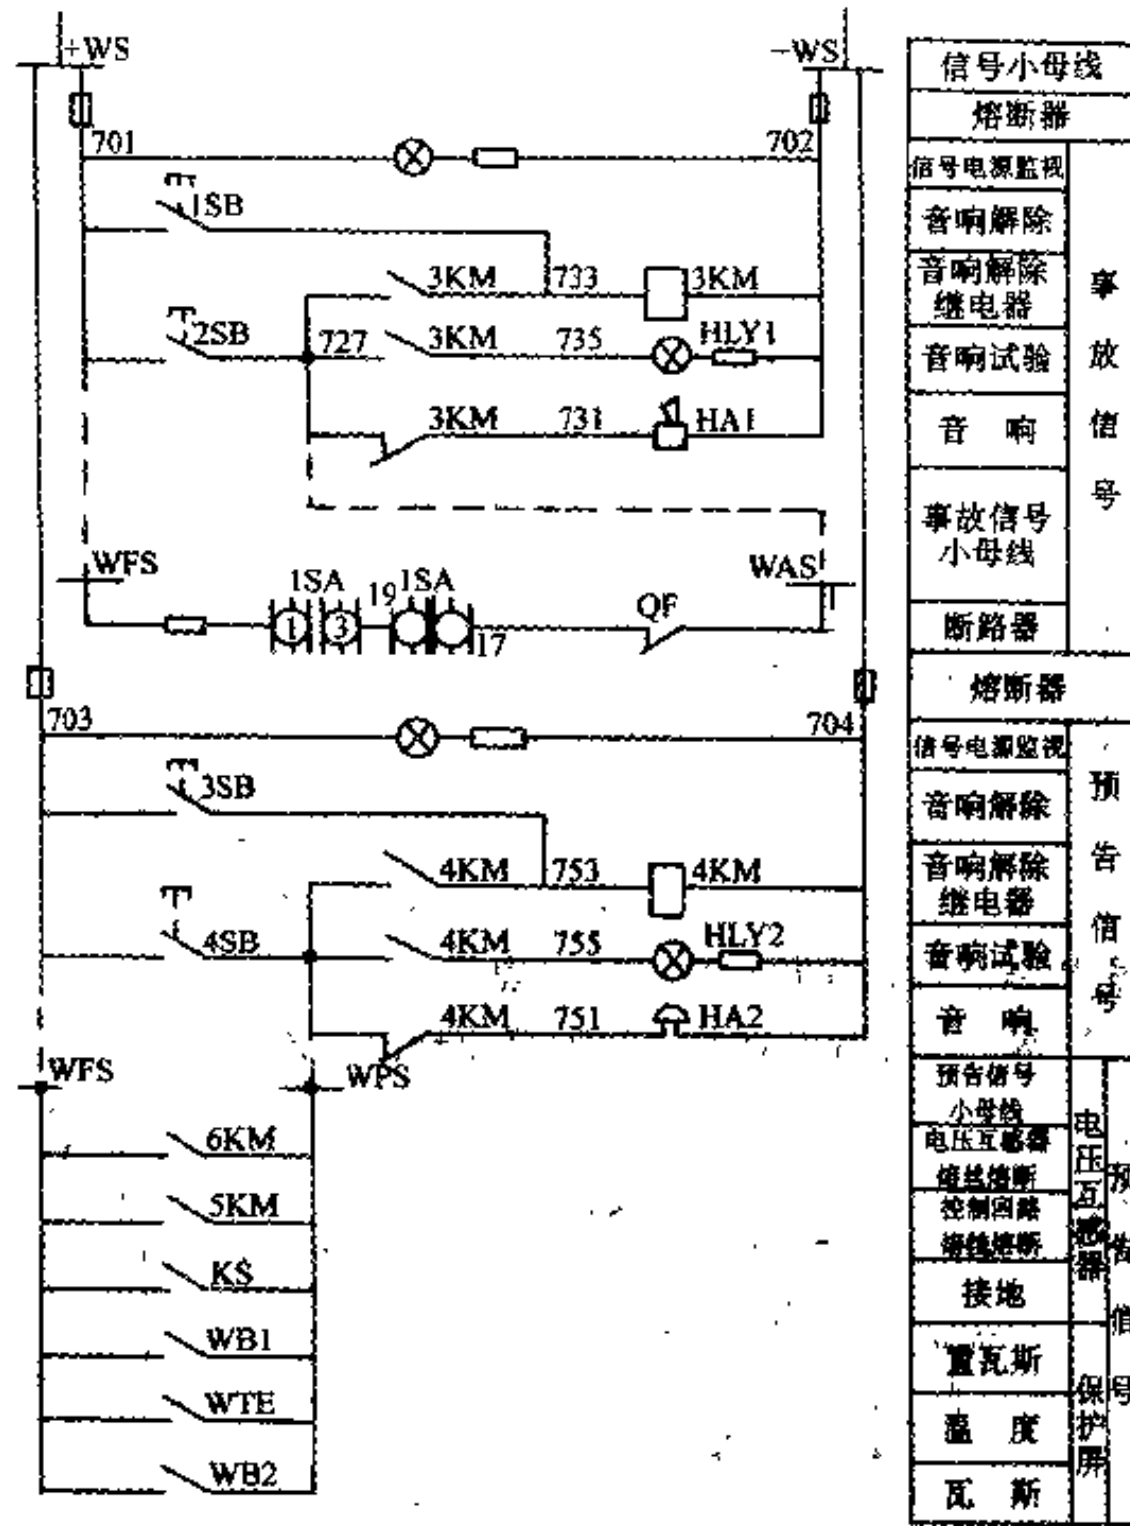 +WS
-WS
701
702
1SB
3KM
733
3KM
2SB
727
3KM
735
HLY1
3KM
731
HA1
WFS
WAS
1SA
19
1SA
1
3
17
QF
703
704
3SB
4KM
753
4KM
4SB
4KM
755
HLY2
4KM
751
HA2
WFS
WPS
6KM
5KM
KS
WB1
WTE
WB2
信号小母线
熔断器
信号电源监视
音响解除
音响解除
继电器
音响试验
音 响
事故信号
小母线
断路器
事故信号
熔断器
信号电源监视
音响解除
音响解除
继电器
音响试验
音 响
预告信号
预告信号
小母线
电压互感器
熔丝熔断
控制回路
熔丝熔断
接地
重瓦斯
温 度
瓦 斯
电压互感器
保护屏
预告信号